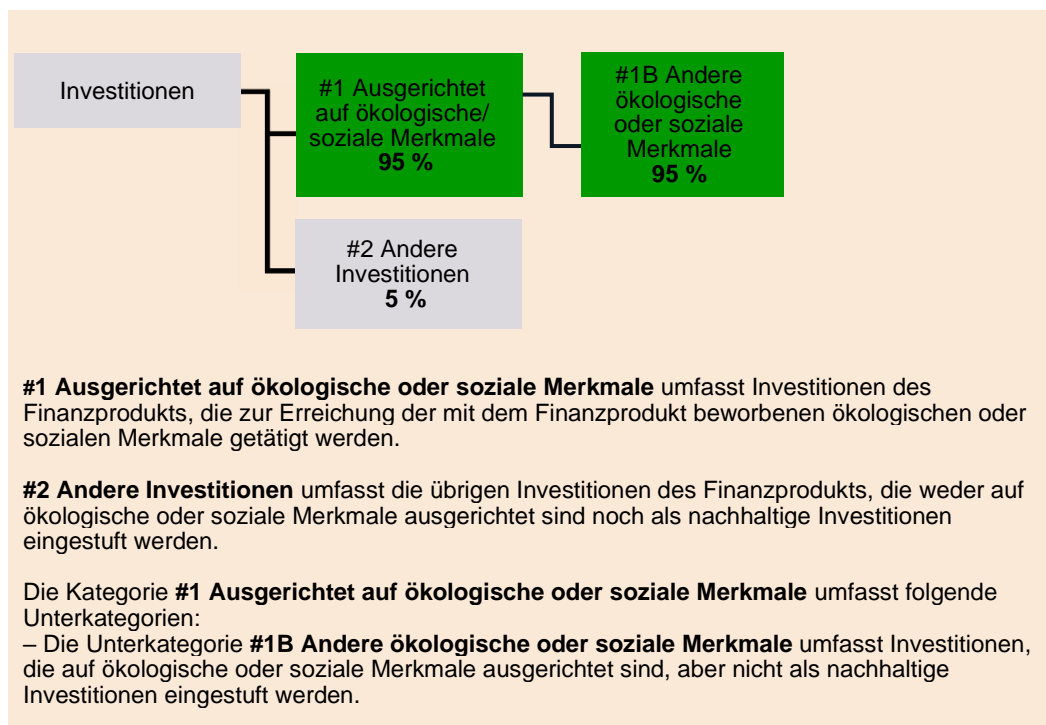 Investitionen
#1 Ausgerichtet
auf ökologische/
soziale Merkmale
95 %
#1B Andere
ökologische
oder soziale
Merkmale
95 %
#2 Andere
Investitionen
5 %
#1 Ausgerichtet auf ökologische oder soziale Merkmale umfasst Investitionen des
Finanzprodukts, die zur Erreichung der mit dem Finanzprodukt beworbenen ökologischen oder
sozialen Merkmale getätigt werden.
#2 Andere Investitionen umfasst die übrigen Investitionen des Finanzprodukts, die weder auf
ökologische oder soziale Merkmale ausgerichtet sind noch als nachhaltige Investitionen
eingestuft werden.
Die Kategorie #1 Ausgerichtet auf ökologische oder soziale Merkmale umfasst folgende
Unterkategorien:
– Die Unterkategorie #1B Andere ökologische oder soziale Merkmale umfasst Investitionen,
die auf ökologische oder soziale Merkmale ausgerichtet sind, aber nicht als nachhaltige
Investitionen eingestuft werden.